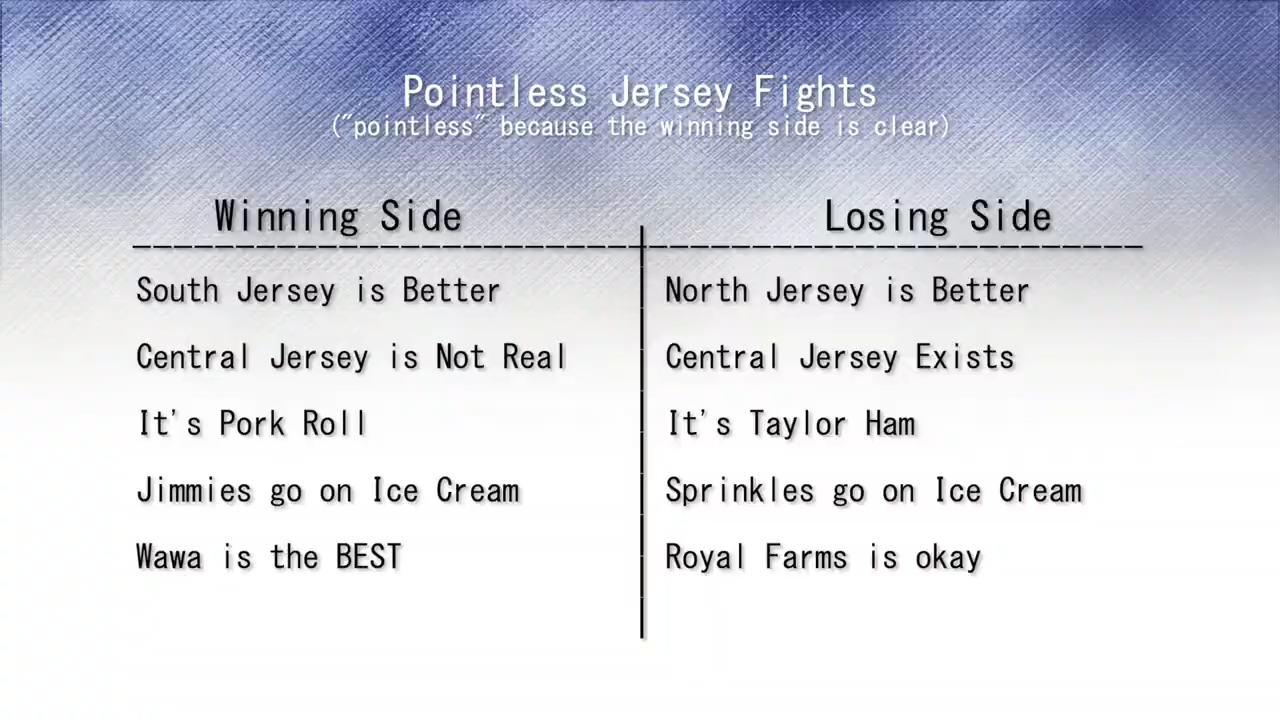 Pointless Jersey Fights
("pointless" because the winning side is clear)
Winning Side
Losing Side
South Jersey is Better
North Jersey is Better
Central Jersey is Not Real
Central Jersey Exists
It's Pork Roll
It's Taylor Ham
Jimmies go on Ice Cream
Sprinkles go on Ice Cream
Wawa is the BEST
Royal Farms is okay